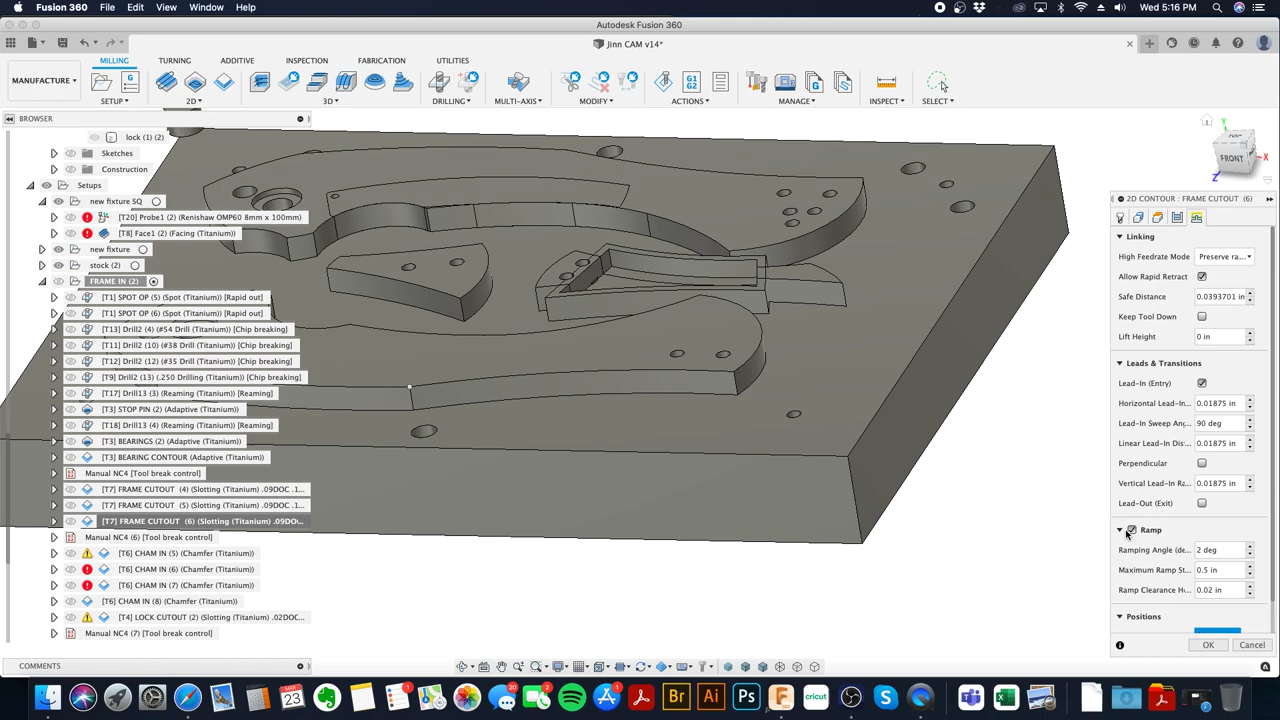 Fusion 360 File Edit View Window Help
Wed 5:16 PM
Autodesk Fusion 360
Jinn CAM v14*
MILLING TURNING ADDITIVE INSPECTION FABRICATION UTILITIES
MANUFACTURE
G1
G2
SETUP 2D 3D DRILLING MULTI-AXIS MODIFY ACTIONS MANAGE INSPECT SELECT
BROWSER
lock (1) (2)
Sketches
Construction
Setups
new fixture SQ
[T20] Probe1 (2) (Renishaw OMP60 8mm x 100mm)
[T8] Face1 (2) (Facing (Titanium))
new fixture
stock (2)
FRAME IN (2)
[T1] SPOT OP (5) (Spot (Titanium)) [Rapid out]
[T1] SPOT OP (6) (Spot (Titanium)) [Rapid out]
[T13] Drill2 (4) (#54 Drill (Titanium)) [Chip breaking]
[T11] Drill2 (10) (#38 Drill (Titanium)) [Chip breaking]
[T12] Drill2 (12) (#35 Drill (Titanium)) [Chip breaking]
[T9] Drill2 (13) (.250 Drilling (Titanium)) [Chip breaking]
[T17] Drill13 (3) (Reaming (Titanium)) [Reaming]
[T3] STOP PIN (2) (Adaptive (Titanium))
[T18] Drill13 (4) (Reaming (Titanium)) [Reaming]
[T3] BEARINGS (2) (Adaptive (Titanium))
[T3] BEARING CONTOUR (Adaptive (Titanium))
Manual NC4 [Tool break control]
[T7] FRAME CUTOUT (4) (Slotting (Titanium) .09DOC .1...
[T7] FRAME CUTOUT (5) (Slotting (Titanium) .09DOC .1...
[T7] FRAME CUTOUT (6) (Slotting (Titanium) .09DO...
Manual NC4 (6) [Tool break control]
[T6] CHAM IN (5) (Chamfer (Titanium))
[T6] CHAM IN (6) (Chamfer (Titanium))
[T6] CHAM IN (7) (Chamfer (Titanium))
[T6] CHAM IN (8) (Chamfer (Titanium))
[T4] LOCK CUTOUT (2) (Slotting (Titanium) .02DOC...
Manual NC4 (7) [Tool break control]
COMMENTS
Y
TOP
FRONT
X
Z
2D CONTOUR : FRAME CUTOUT (6)
Linking
High Feedrate Mode Preserve ra...
Allow Rapid Retract
Safe Distance 0.0393701 in
Keep Tool Down
Lift Height 0 in
Leads & Transitions
Lead-In (Entry)
Horizontal Lead-In... 0.01875 in
Lead-In Sweep Ang... 90 deg
Linear Lead-In Dis... 0.01875 in
Perpendicular
Vertical Lead-In Ra... 0.01875 in
Lead-Out (Exit)
Ramp
Ramping Angle (de... 2 deg
Maximum Ramp St... 0.5 in
Ramp Clearance H... 0.02 in
Positions
OK Cancel
MAR
23
20
2
1
Br Ai Ps
cricut